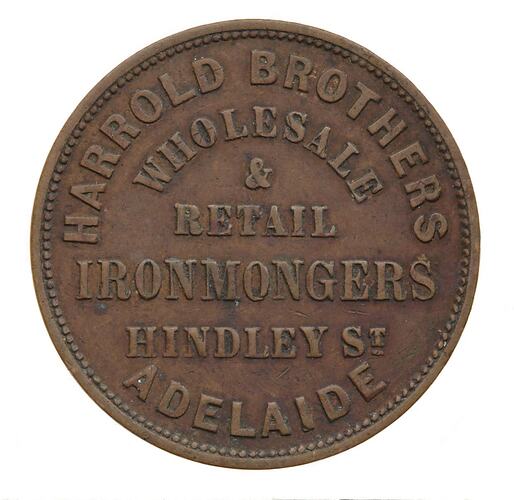 HARROLD BROTHERS
WHOLESALE
&
RETAIL
IRONMONGERS
HINDLEY ST
ADELAIDE